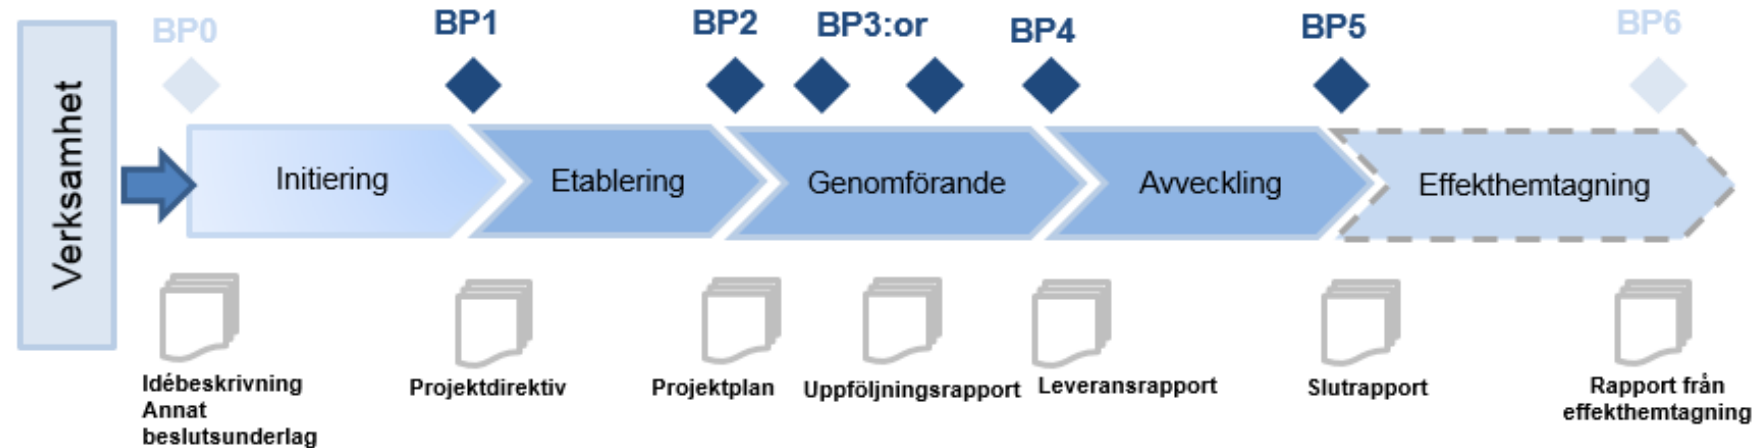 Verksamhet
BP0
BP1
BP2
BP3:or
BP4
BP5
BP6
Initiering
Etablering
Genomförande
Avveckling
Effekthemtagning
Idébeskrivning
Annat
beslutsunderlag
Projektdirektiv
Projektplan
Uppföljningsrapport
Leveransrapport
Slutrapport
Rapport från
effekthemtagning